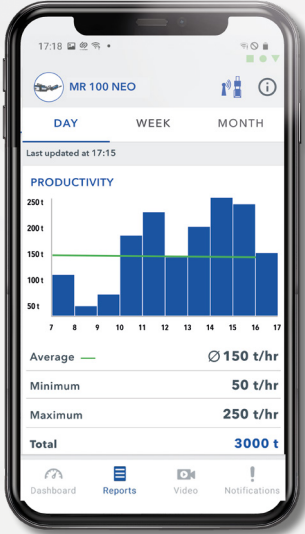 17:18
MR 100 NEO
DAY WEEK MONTH
Last updated at 17:15
PRODUCTIVITY
250 t
200 t
150 t
100 t
50 t
7 8 9 10 11 12 13 14 15 16 17
Average Ø 150 t/hr
Minimum 50 t/hr
Maximum 250 t/hr
Total 3000 t
Dashboard Reports Video Notifications